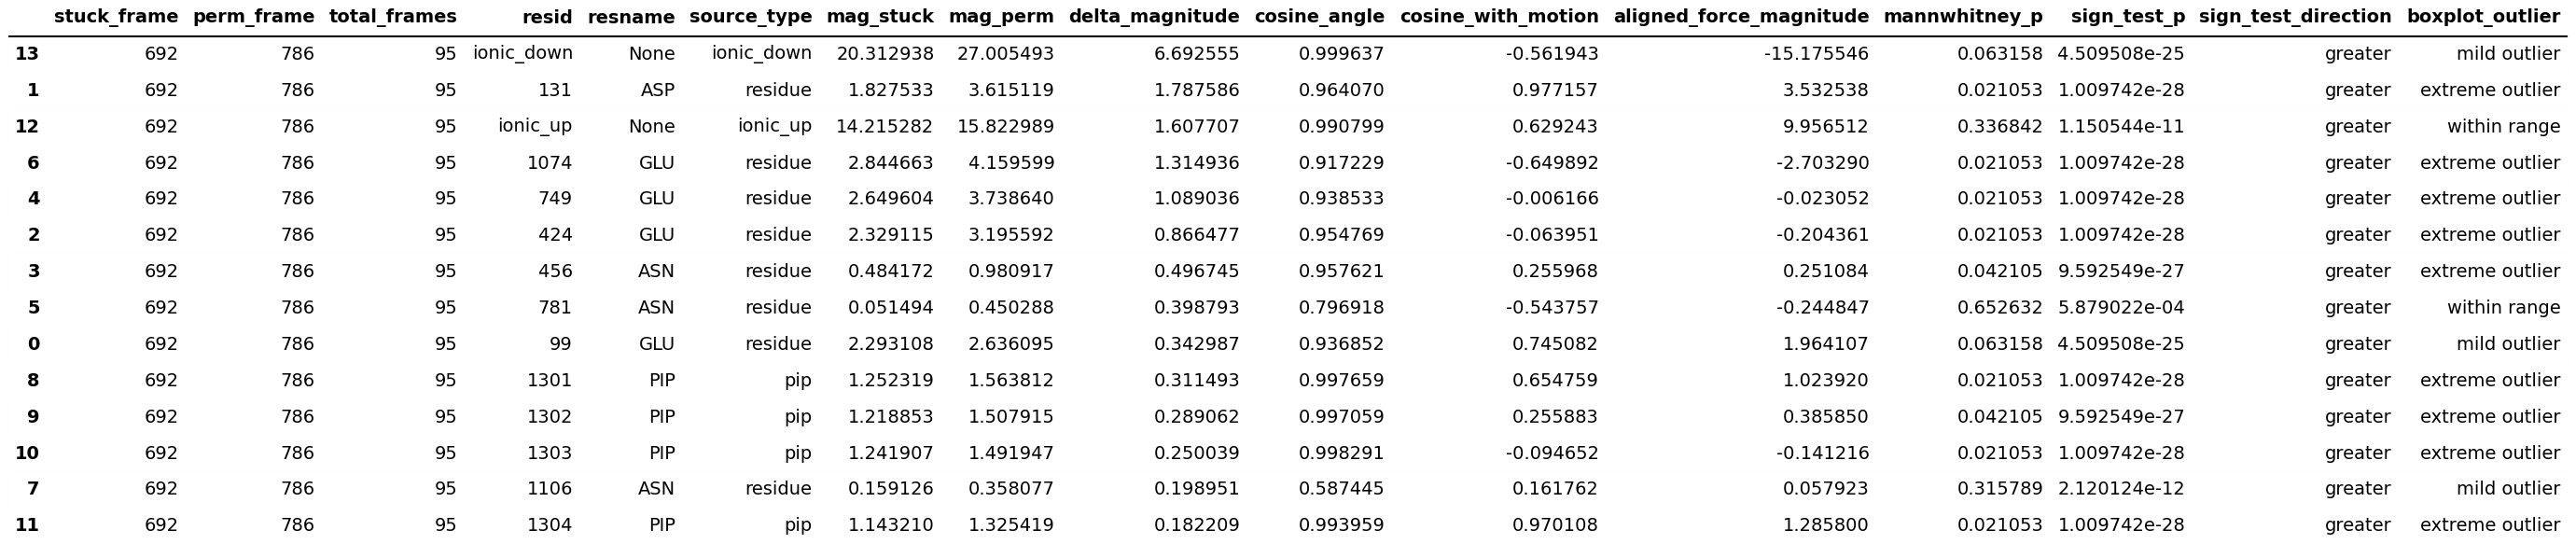 stuck_frame perm_frame total_frames resid resname source_type mag_stuck mag_perm delta_magnitude cosine_angle cosine_with_motion aligned_force_magnitude mannwhitney_p sign_test_p sign_test_direction boxplot_outlier
13 692 786 95 ionic_down None ionic_down 20.312938 27.005493 6.692555 0.999637 -0.561943 -15.175546 0.063158 4.509508e-25 greater mild outlier
1 692 786 95 131 ASP residue 1.827533 3.615119 1.787586 0.964070 0.977157 3.532538 0.021053 1.009742e-28 greater extreme outlier
12 692 786 95 ionic_up None ionic_up 14.215282 15.822989 1.607707 0.990799 0.629243 9.956512 0.336842 1.150544e-11 greater within range
6 692 786 95 1074 GLU residue 2.844663 4.159599 1.314936 0.917229 -0.649892 -2.703290 0.021053 1.009742e-28 greater extreme outlier
4 692 786 95 749 GLU residue 2.649604 3.738640 1.089036 0.938533 -0.006166 -0.023052 0.021053 1.009742e-28 greater extreme outlier
2 692 786 95 424 GLU residue 2.329115 3.195592 0.866477 0.954769 -0.063951 -0.204361 0.021053 1.009742e-28 greater extreme outlier
3 692 786 95 456 ASN residue 0.484172 0.980917 0.496745 0.957621 0.255968 0.251084 0.042105 9.592549e-27 greater extreme outlier
5 692 786 95 781 ASN residue 0.051494 0.450288 0.398793 0.796918 -0.543757 -0.244847 0.652632 5.879022e-04 greater within range
0 692 786 95 99 GLU residue 2.293108 2.636095 0.342987 0.936852 0.745082 1.964107 0.063158 4.509508e-25 greater mild outlier
8 692 786 95 1301 PIP pip 1.252319 1.563812 0.311493 0.997659 0.654759 1.023920 0.021053 1.009742e-28 greater extreme outlier
9 692 786 95 1302 PIP pip 1.218853 1.507915 0.289062 0.997059 0.255883 0.385850 0.042105 9.592549e-27 greater extreme outlier
10 692 786 95 1303 PIP pip 1.241907 1.491947 0.250039 0.998291 -0.094652 -0.141216 0.021053 1.009742e-28 greater extreme outlier
7 692 786 95 1106 ASN residue 0.159126 0.358077 0.198951 0.587445 0.161762 0.057923 0.315789 2.120124e-12 greater mild outlier
11 692 786 95 1304 PIP pip 1.143210 1.325419 0.182209 0.993959 0.970108 1.285800 0.021053 1.009742e-28 greater extreme outlier